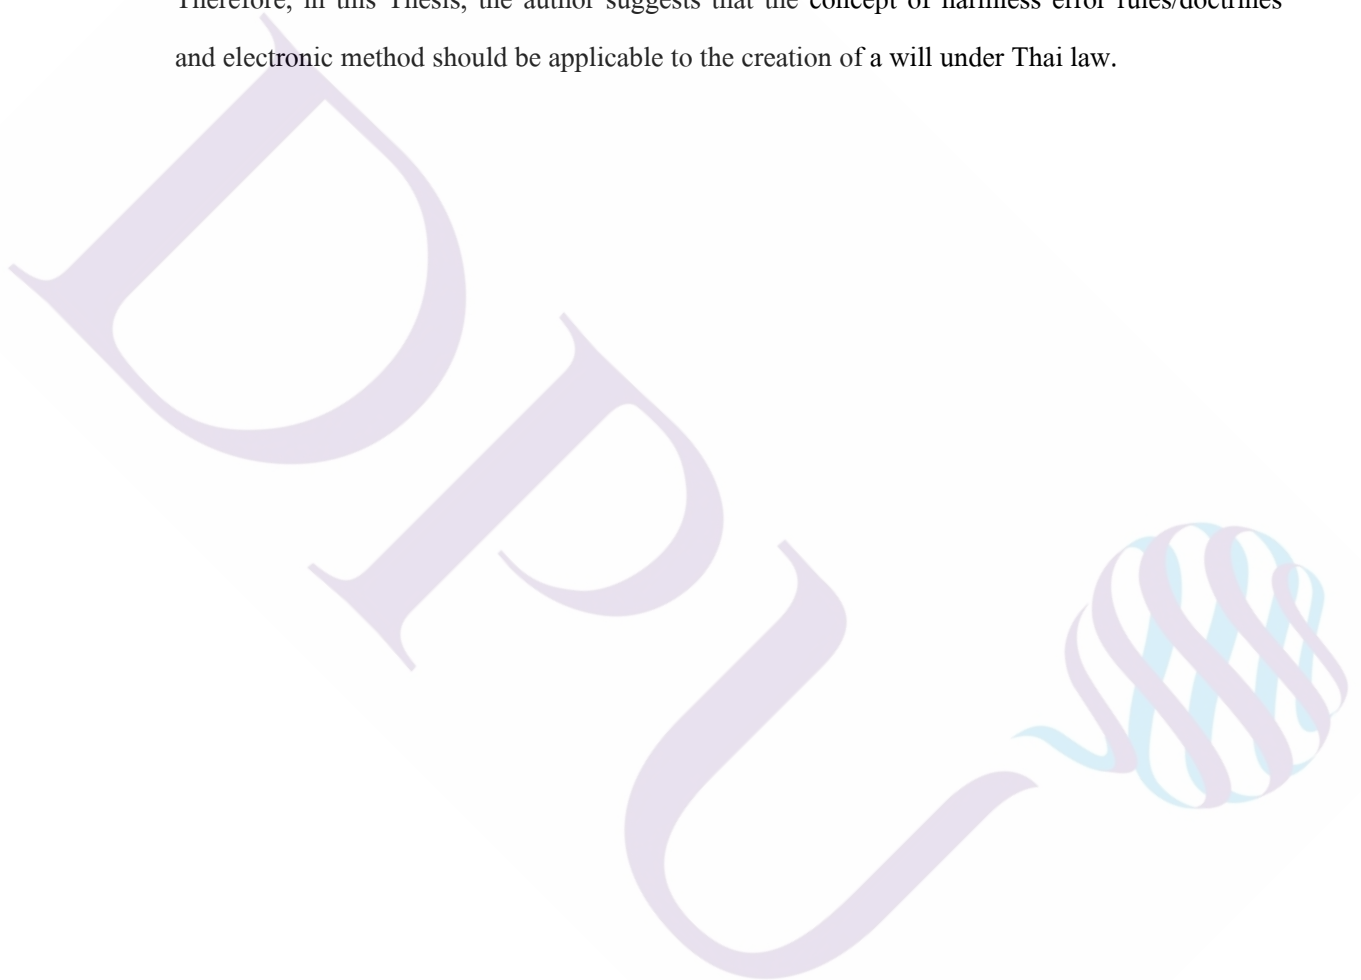 Therefore, in this Thesis, the author suggests that the concept of harmless error rules/doctrines
and electronic method should be applicable to the creation of a will under Thai law.
DPU